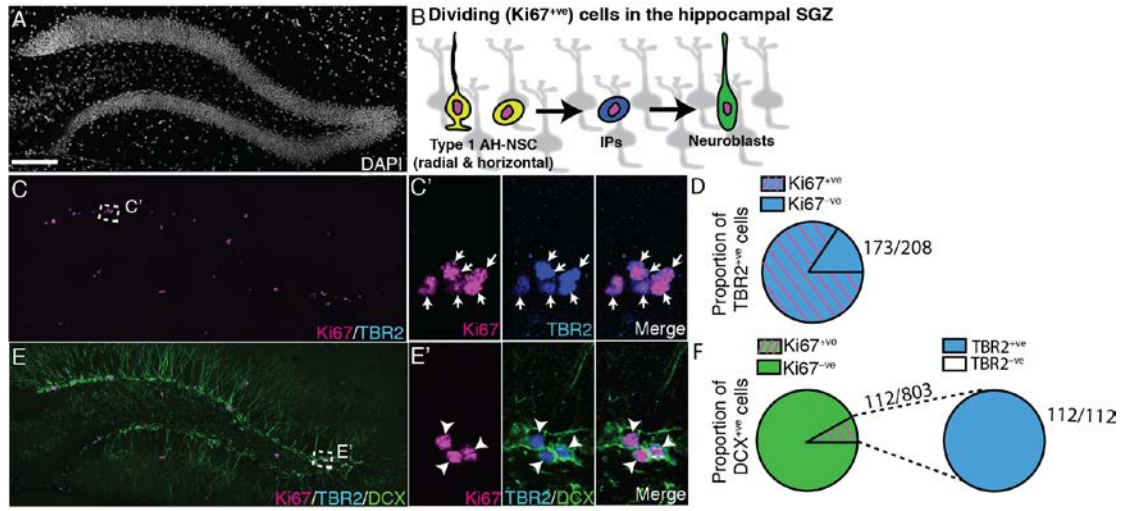 A
DAPI
B Dividing (Ki67+ve) cells in the hippocampal SGZ
Type 1 AH-NSC
(radial & horizontal)
IPs
Neuroblasts
C
C'
Ki67/TBR2
C'
Ki67
TBR2
Merge
D
Ki67+ve
Ki67-ve
Proportion of
TBR2+ve cells
173/208
E
E'
Ki67/TBR2/DCX
E'
Ki67
TBR2/DCX
Merge
F
Ki67+ve
Ki67-ve
TBR2+ve
TBR2-ve
Proportion of
DCX+ve cells
112/803
112/112